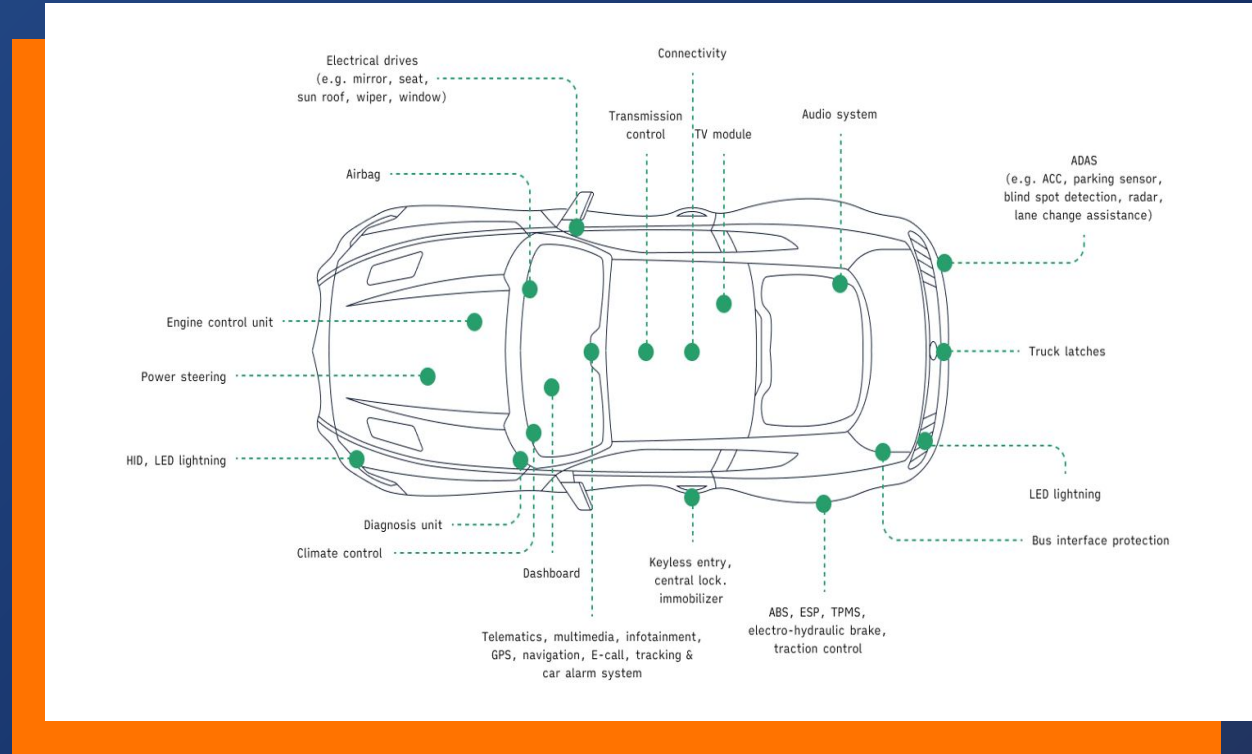 Electrical drives
(e.g. mirror, seat,
sun roof, wiper, window)
Connectivity
Transmission
control
TV module
Audio system
ADAS
(e.g. ACC, parking sensor,
blind spot detection, radar,
lane change assistance)
Airbag
Engine control unit
Power steering
HID, LED lightning
Truck latches
LED lightning
Bus interface protection
Diagnosis unit
Climate control
Dashboard
Keyless entry,
central lock.
immobilizer
ABS, ESP, TPMS,
electro-hydraulic brake,
traction control
Telematics, multimedia, infotainment,
GPS, navigation, E-call, tracking &
car alarm system